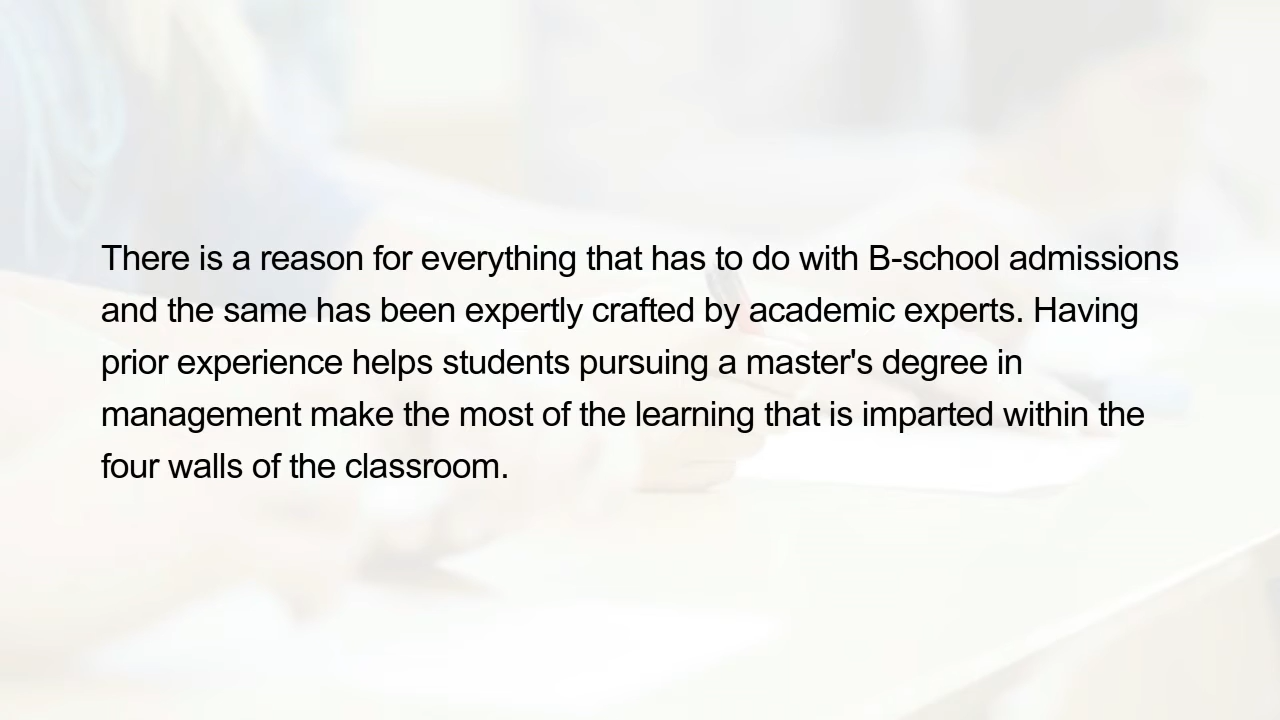 There is a reason for everything that has to do with B-school admissions
and the same has been expertly crafted by academic experts. Having
prior experience helps students pursuing a master's degree in
management make the most of the learning that is imparted within the
four walls of the classroom.